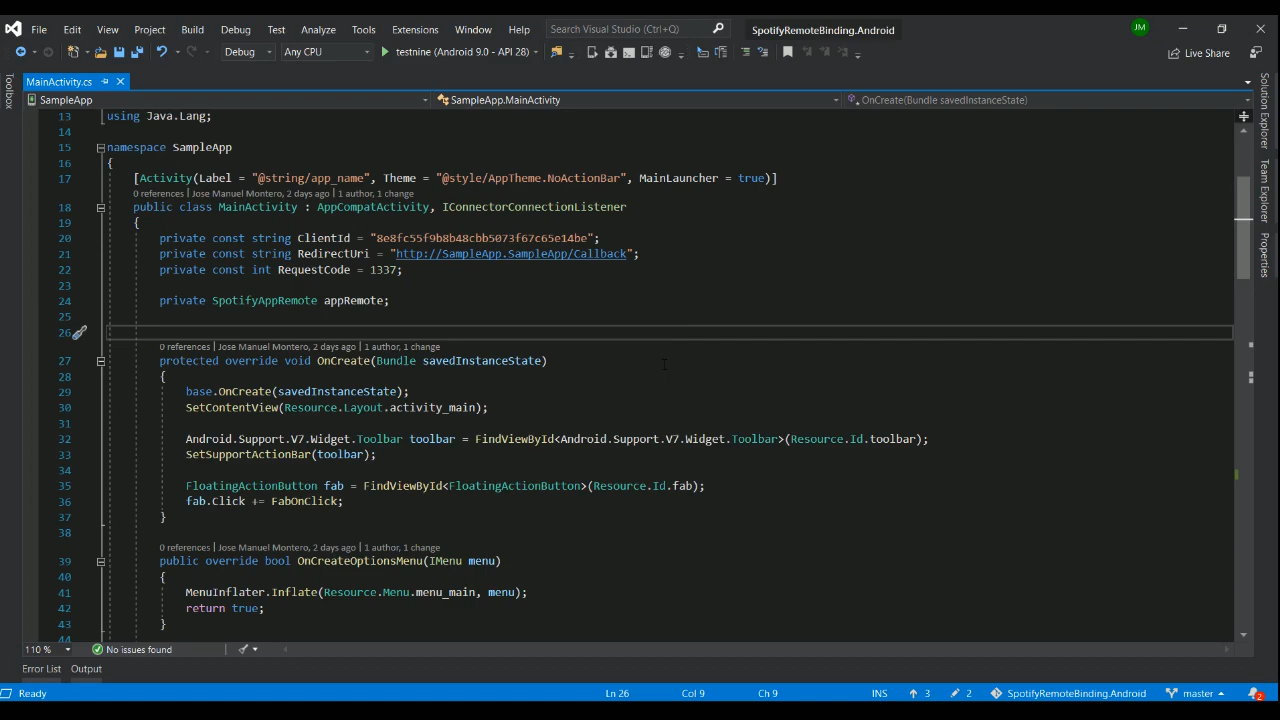 File Edit View Project Build Debug Test Analyze Tools Extensions Window Help Search Visual Studio (Ctrl+Q) SpotifyRemoteBinding.Android JM
Debug Any CPU testnine (Android 9.0 - API 28) Live Share
MainActivity.cs
SampleApp SampleApp.MainActivity OnCreate(Bundle savedInstanceState)
Toolbox
Solution Explorer
Team Explorer
Properties
13 using Java.Lang;
14
15 namespace SampleApp
16 {
17 [Activity(Label = "@string/app_name", Theme = "@style/AppTheme.NoActionBar", MainLauncher = true)]
0 references | Jose Manuel Montero, 2 days ago | 1 author, 1 change
18 public class MainActivity : AppCompatActivity, IConnectorConnectionListener
19 {
20 private const string ClientId = "8e8fc55f9b8b48cbb5073f67c65e14be";
21 private const string RedirectUri = "http://SampleApp.SampleApp/Callback";
22 private const int RequestCode = 1337;
23
24 private SpotifyAppRemote appRemote;
25
26
0 references | Jose Manuel Montero, 2 days ago | 1 author, 1 change
27 protected override void OnCreate(Bundle savedInstanceState)
28 {
29 base.OnCreate(savedInstanceState);
30 SetContentView(Resource.Layout.activity_main);
31
32 Android.Support.V7.Widget.Toolbar toolbar = FindViewById<Android.Support.V7.Widget.Toolbar>(Resource.Id.toolbar);
33 SetSupportActionBar(toolbar);
34
35 FloatingActionButton fab = FindViewById<FloatingActionButton>(Resource.Id.fab);
36 fab.Click += FabOnClick;
37 }
38
0 references | Jose Manuel Montero, 2 days ago | 1 author, 1 change
39 public override bool OnCreateOptionsMenu(IMenu menu)
40 {
41 MenuInflater.Inflate(Resource.Menu.menu_main, menu);
42 return true;
43 }
44
110 % No issues found
Error List Output
Ready Ln 26 Col 9 Ch 9 INS 3 2 SpotifyRemoteBinding.Android master 2